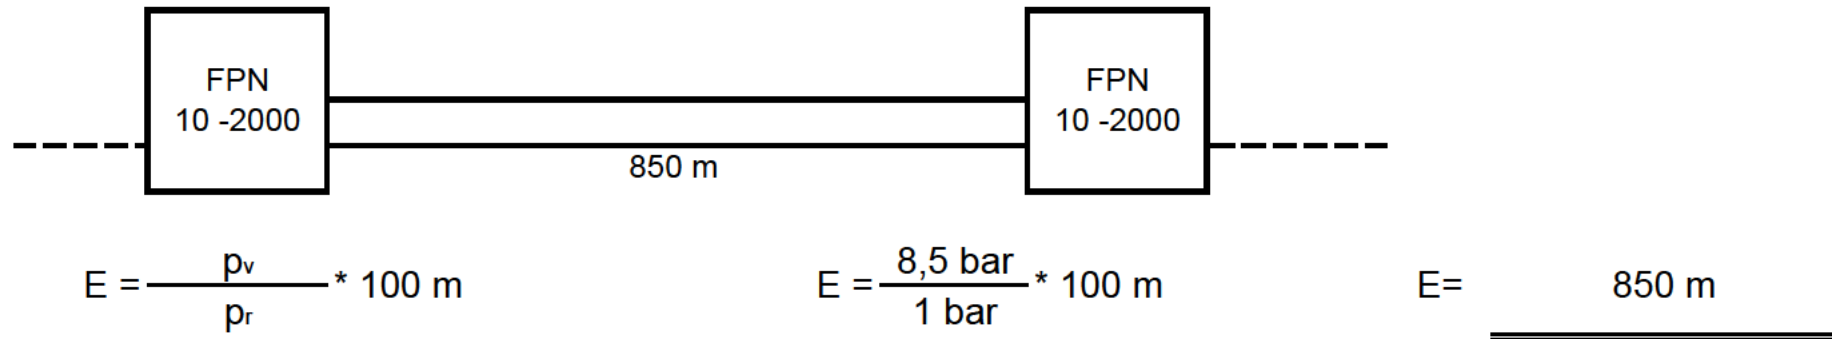 FPN
10 -2000
FPN
10 -2000
850 m
E = pv / pr * 100 m
E = 8,5 bar / 1 bar * 100 m
E= 850 m